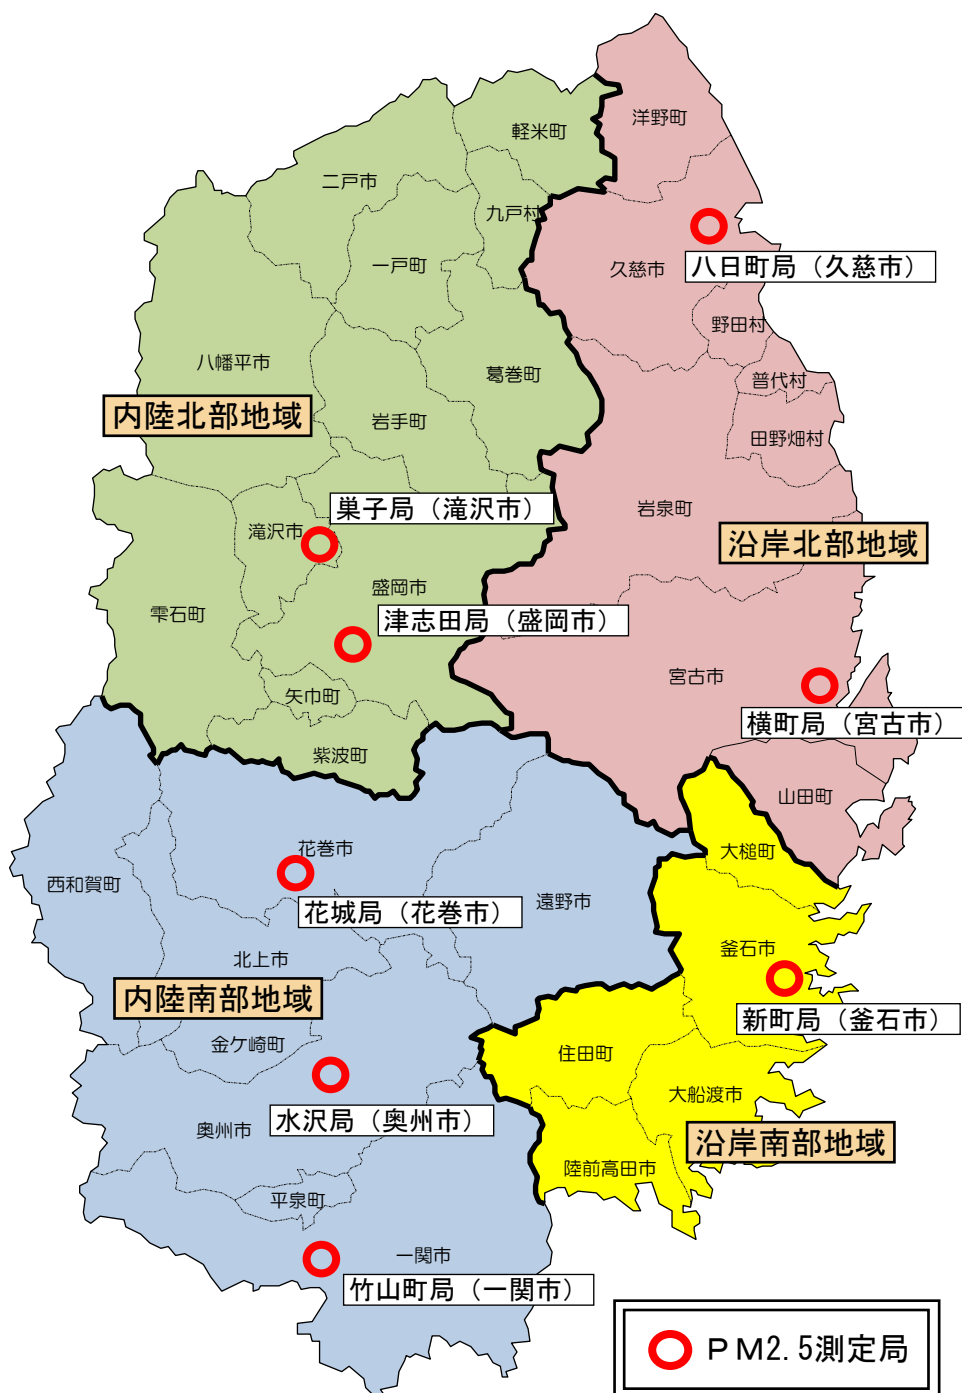 洋野町
軽米町
二戸市
九戸村
八日町局（久慈市）
一戸町
久慈市
野田村
八幡平市
葛巻町
普代村
内陸北部地域
岩手町
田野畑村
巣子局（滝沢市）
岩泉町
滝沢市
沿岸北部地域
盛岡市
雫石町
津志田局（盛岡市）
宮古市
矢巾町
横町局（宮古市）
紫波町
山田町
花巻市
大槌町
西和賀町
花城局（花巻市）
遠野市
釜石市
北上市
内陸南部地域
新町局（釜石市）
金ケ崎町
住田町
大船渡市
水沢局（奥州市）
奥州市
沿岸南部地域
陸前高田市
平泉町
一関市
竹山町局（一関市）
ＰＭ2.5測定局